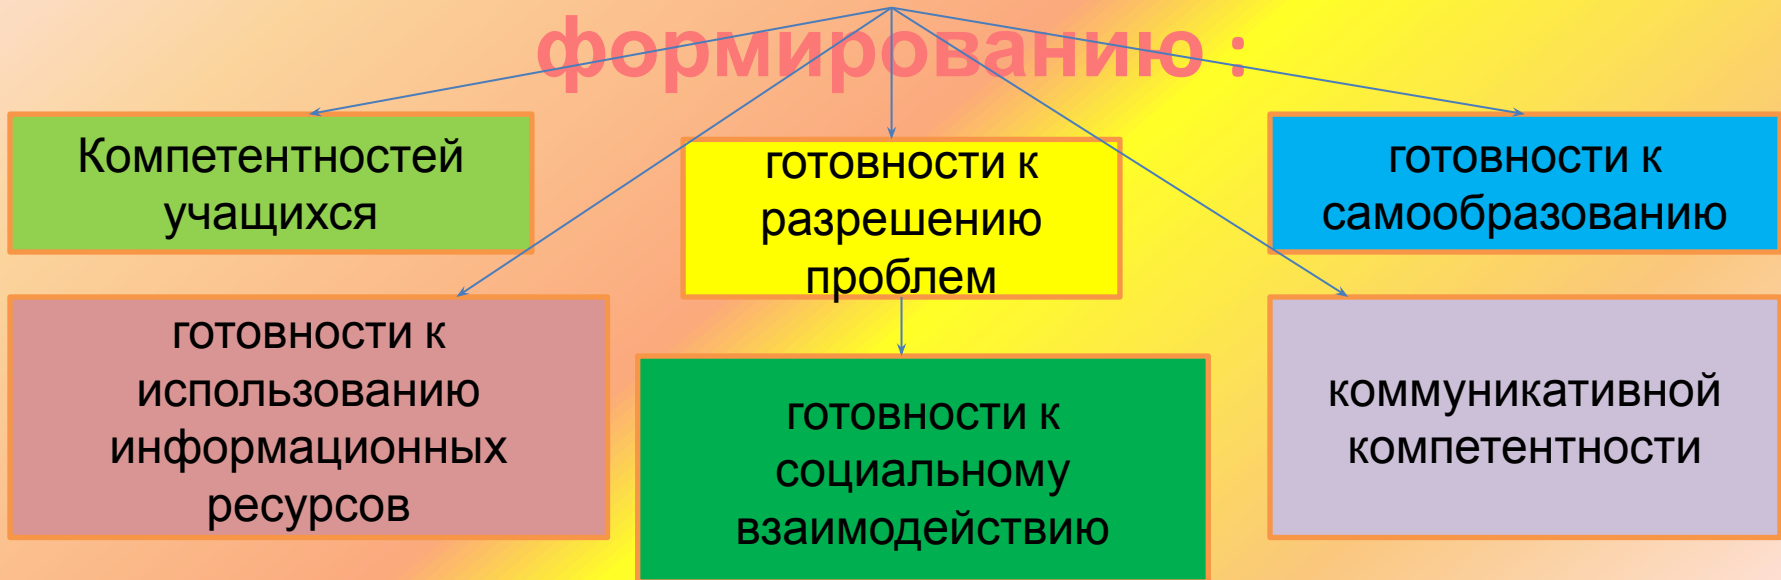 формированию :
Компетентностей
учащихся
готовности к
разрешению
проблем
готовности к
самообразованию
готовности к
использованию
информационных
ресурсов
готовности к
социальному
взаимодействию
коммуникативной
компетентности